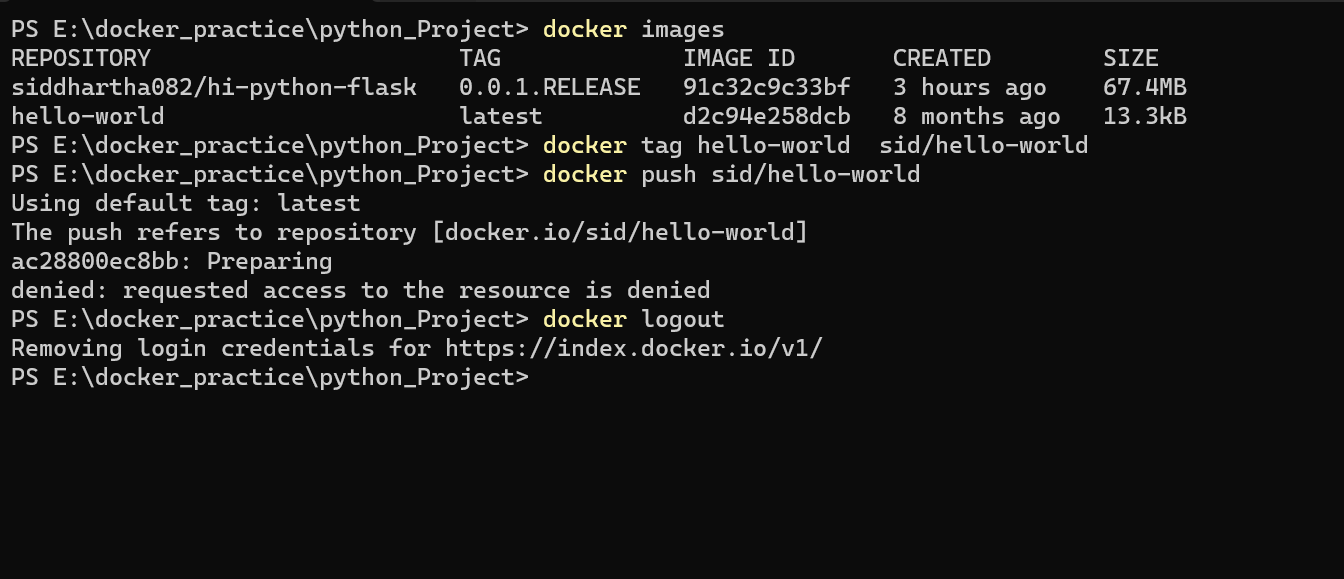 PS E:\docker_practice\python_Project> docker images
REPOSITORY                      TAG             IMAGE ID       CREATED        SIZE
siddhartha082/hi-python-flask   0.0.1.RELEASE   91c32c9c33bf   3 hours ago    67.4MB
hello-world                     latest          d2c94e258dcb   8 months ago   13.3kB
PS E:\docker_practice\python_Project> docker tag hello-world  sid/hello-world
PS E:\docker_practice\python_Project> docker push sid/hello-world
Using default tag: latest
The push refers to repository [docker.io/sid/hello-world]
ac28800ec8bb: Preparing
denied: requested access to the resource is denied
PS E:\docker_practice\python_Project> docker logout
Removing login credentials for https://index.docker.io/v1/
PS E:\docker_practice\python_Project>